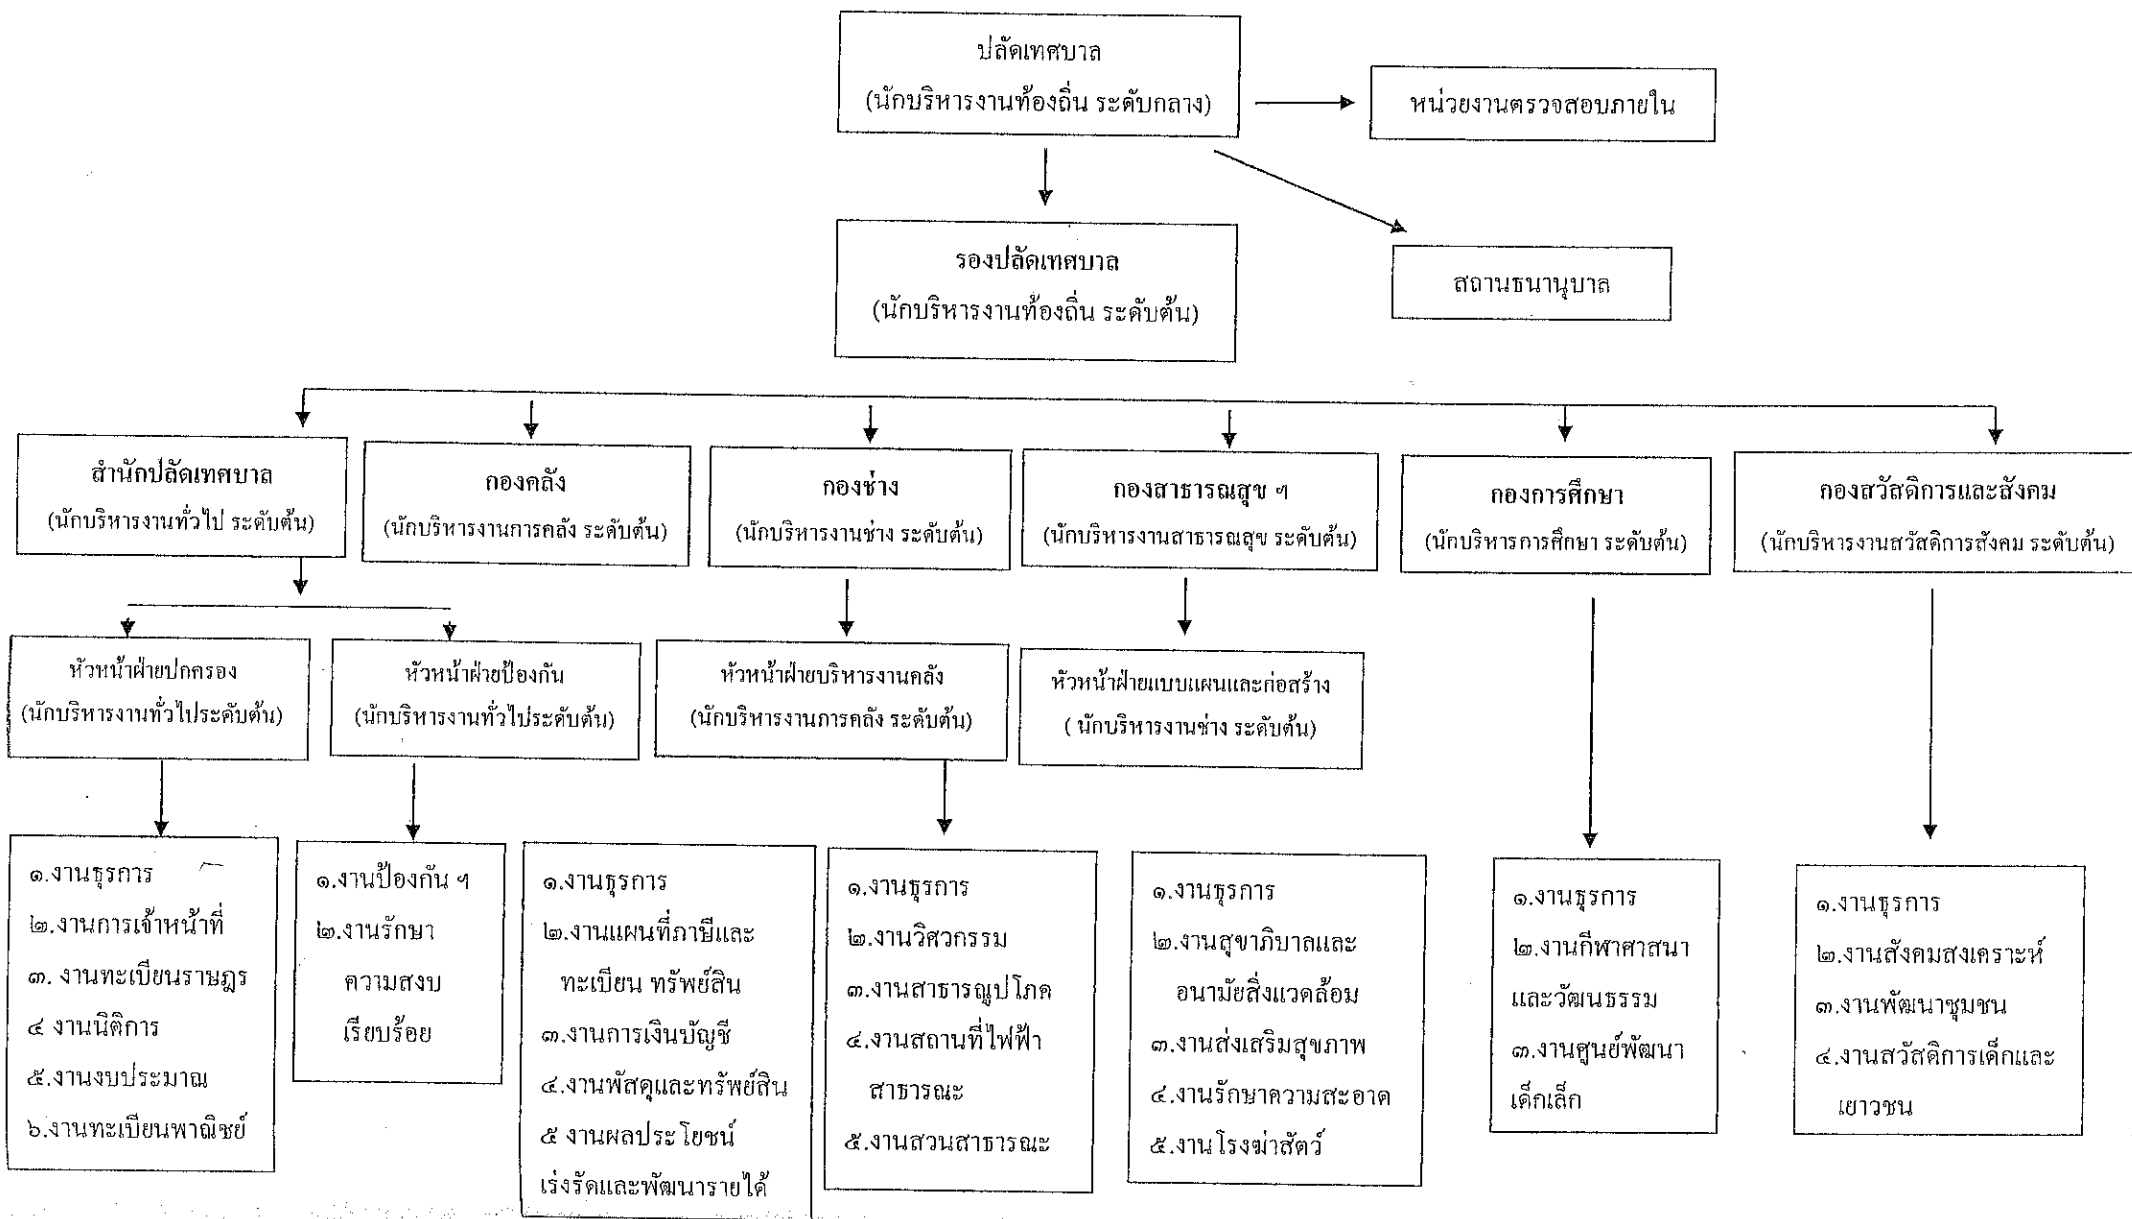 ปลัดเทศบาล
(นักบริหารงานท้องถิ่น ระดับกลาง)
หน่วยงานตรวจสอบภายใน
รองปลัดเทศบาล
(นักบริหารงานท้องถิ่น ระดับต้น)
สถานธนานุบาล
สำนักปลัดเทศบาล
(นักบริหารงานทั่วไป ระดับต้น)
กองคลัง
(นักบริหารงานการคลัง ระดับต้น)
กองช่าง
(นักบริหารงานช่าง ระดับต้น)
กองสาธารณสุข ฯ
(นักบริหารงานสาธารณสุข ระดับต้น)
กองการศึกษา
(นักบริหารการศึกษา ระดับต้น)
กองสวัสดิการและสังคม
(นักบริหารงานสวัสดิการสังคม ระดับต้น)
หัวหน้าฝ่ายปกครอง
(นักบริหารงานทั่วไประดับต้น)
หัวหน้าฝ่ายป้องกัน
(นักบริหารงานทั่วไประดับต้น)
หัวหน้าฝ่ายบริหารงานคลัง
(นักบริหารงานการคลัง ระดับต้น)
หัวหน้าฝ่ายแบบแผนและก่อสร้าง
( นักบริหารงานช่าง ระดับต้น)
๑.งานธุรการ
๒.งานการเจ้าหน้าที่
๓. งานทะเบียนราษฎร
๔ งานนิติการ
๕.งานงบประมาณ
๖.งานทะเบียนพาณิชย์
๑.งานป้องกัน ฯ
๒.งานรักษา
ความสงบ
เรียบร้อย
๑.งานธุรการ
๒.งานแผนที่ภาษีและ
ทะเบียน ทรัพย์สิน
๓.งานการเงินบัญชี
๔.งานพัสดุและทรัพย์สิน
๕ งานผลประโยชน์
เร่งรัดและพัฒนารายได้
๑.งานธุรการ
๒.งานวิศวกรรม
๓.งานสาธารณูปโภค
๔.งานสถานที่ไฟฟ้า
สาธารณะ
๕.งานสวนสาธารณะ
๑.งานธุรการ
๒.งานสุขาภิบาลและ
อนามัยสิ่งแวดล้อม
๓.งานส่งเสริมสุขภาพ
๔.งานรักษาความสะอาด
๕.งานโรงฆ่าสัตว์
๑.งานธุรการ
๒.งานกีฬาศาสนา
และวัฒนธรรม
๓.งานศูนย์พัฒนา
เด็กเล็ก
๑.งานธุรการ
๒.งานสังคมสงเคราะห์
๓.งานพัฒนาชุมชน
๔.งานสวัสดิการเด็กและ
เยาวชน